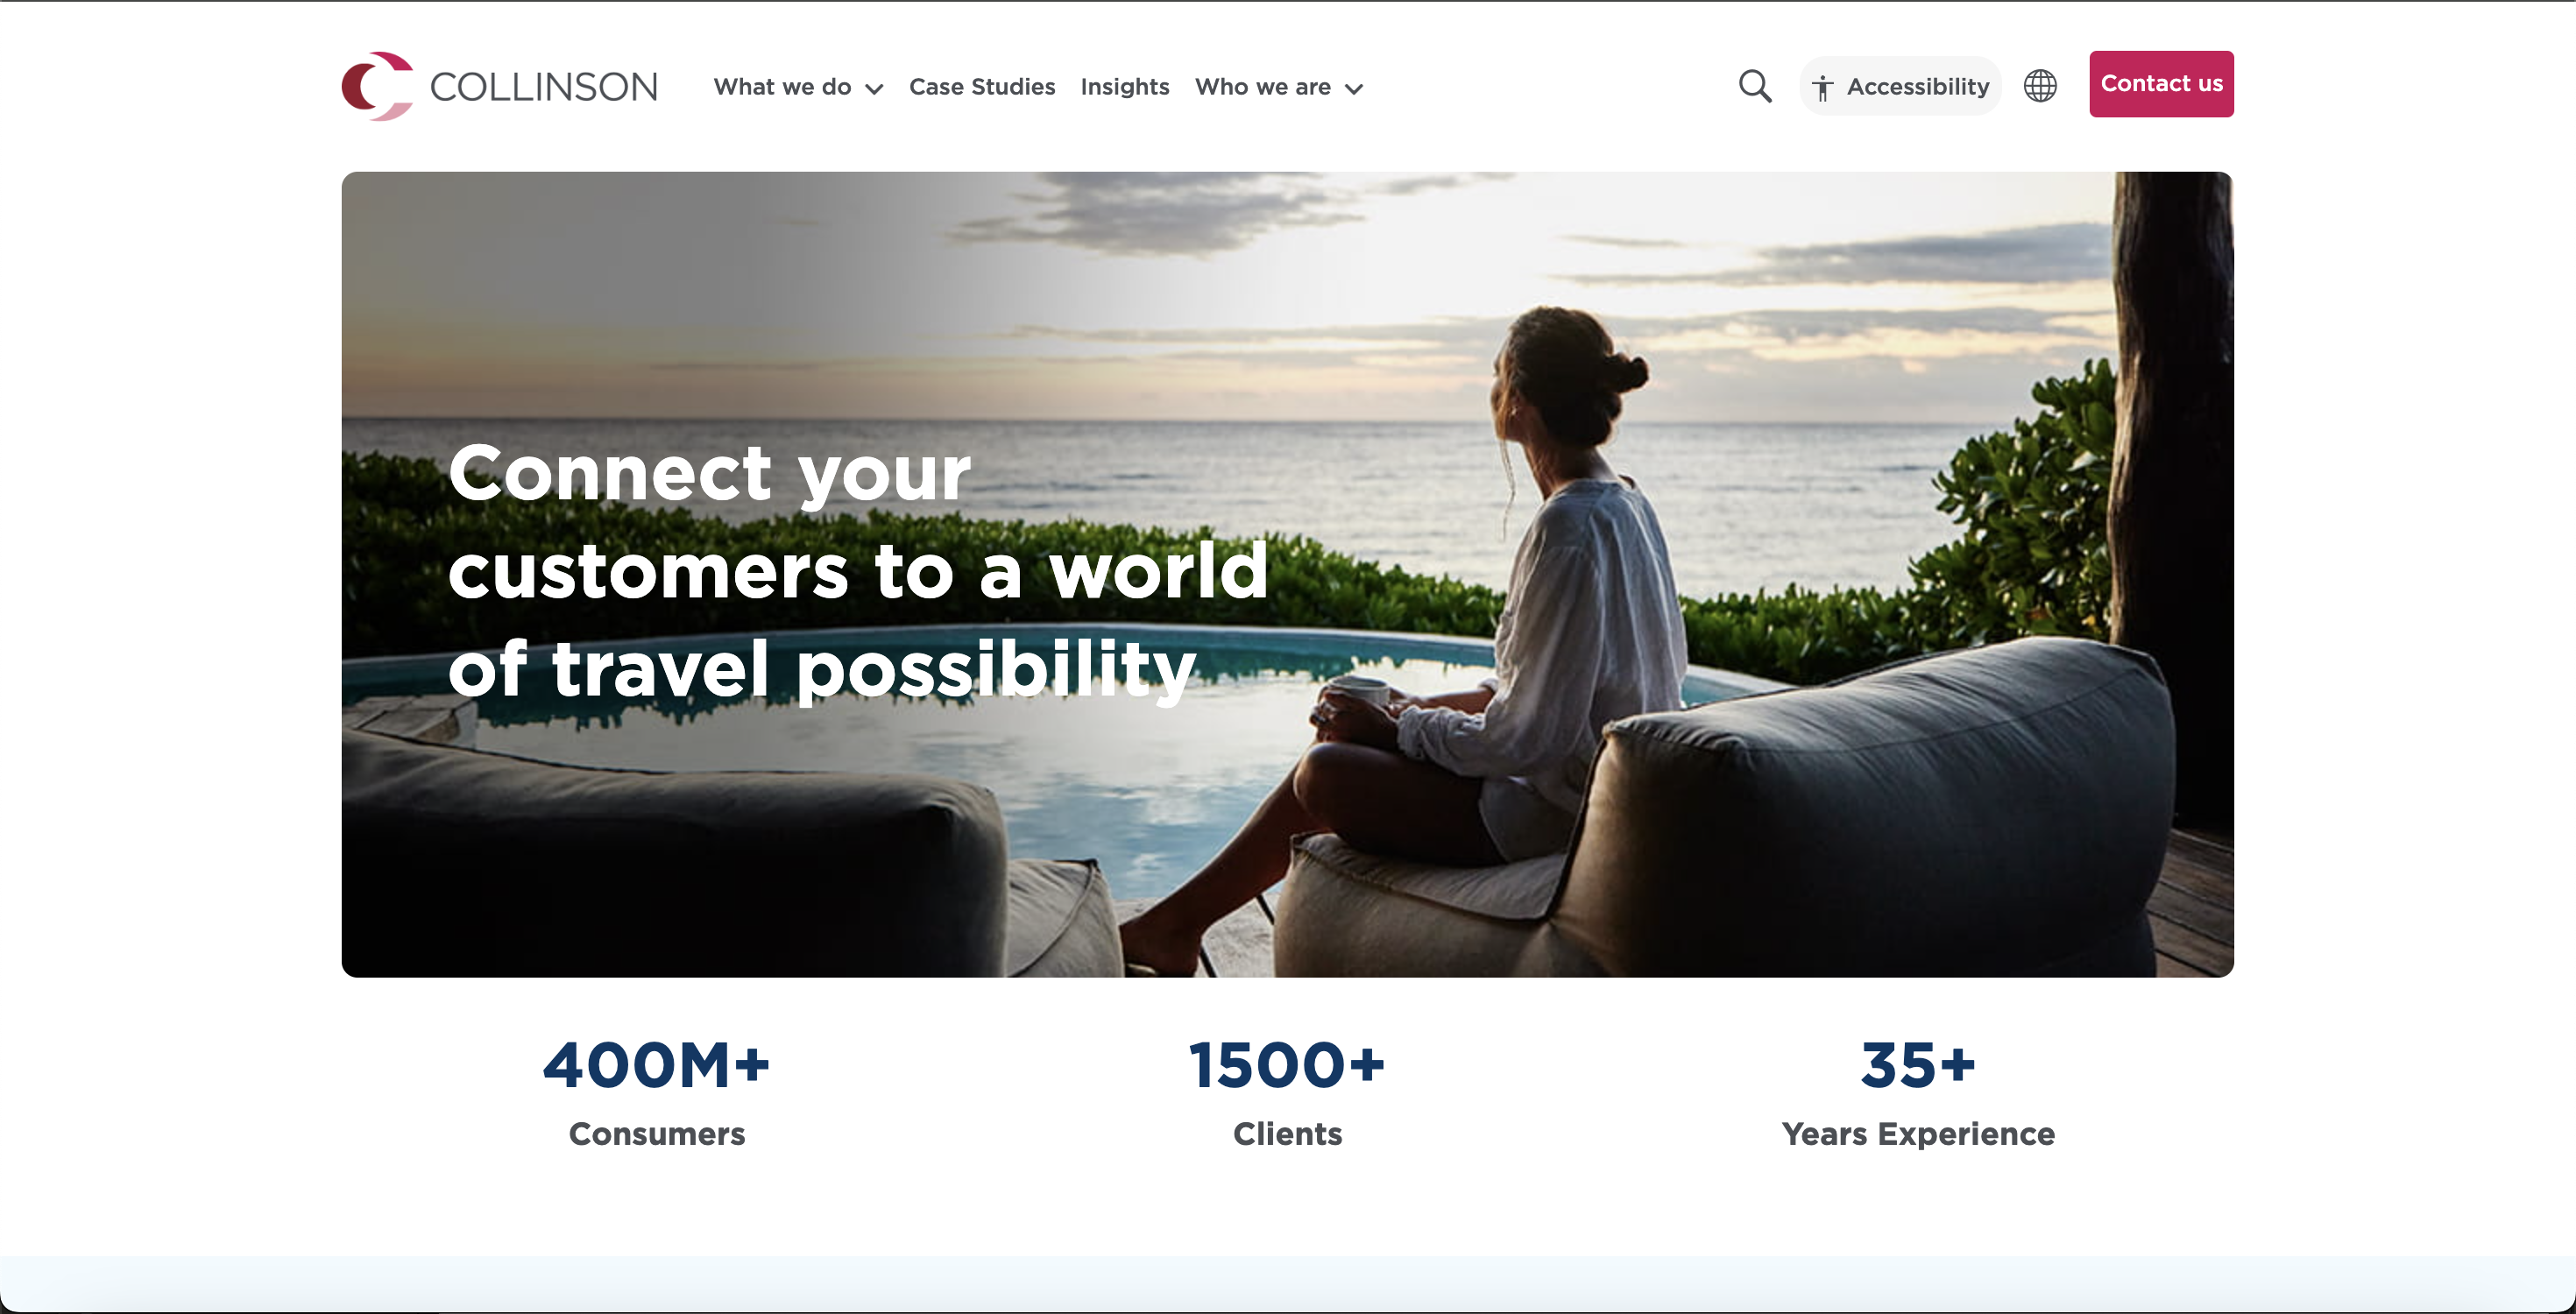 COLLINSON
What we do
Case Studies
Insights
Who we are
Accessibility
Contact us
Connect your
customers to a world
of travel possibility
400M+
Consumers
1500+
Clients
35+
Years Experience